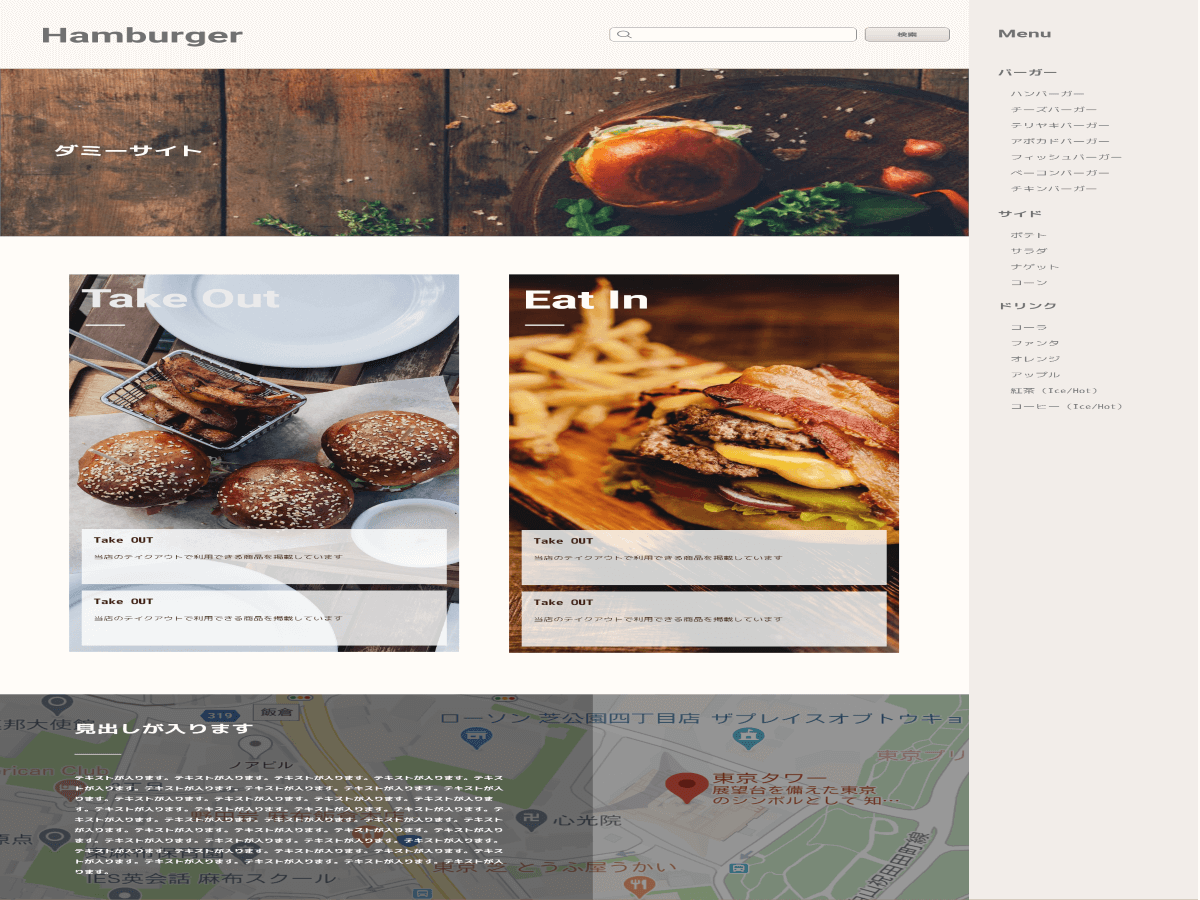 Hamburger
検索
ダミーサイト
Take Out
Take OUT
当店のテイクアウトで利用できる商品を掲載しています
Take OUT
当店のテイクアウトで利用できる商品を掲載しています
Eat In
Take OUT
当店のテイクアウトで利用できる商品を掲載しています
Take OUT
当店のテイクアウトで利用できる商品を掲載しています
見出しが入ります
テキストが入ります。テキストが入ります。テキストが入ります。テキストが入ります。テキス
トが入ります。テキストが入ります。テキストが入ります。テキストが入ります。テキストが入
ります。テキストが入ります。テキストが入ります。テキストが入ります。テキストが入りま
す。テキストが入ります。テキストが入ります。テキストが入ります。テキストが入ります。
テキストが入ります。テキストが入ります。テキストが入ります。テキストが入ります。テキス
トが入ります。テキストが入ります。テキストが入ります。テキストが入ります。テキストが入
ります。テキストが入ります。テキストが入ります。テキストが入ります。テキストが入りま
す。テキストが入ります。テキストが入ります。テキストが入ります。テキストが入ります。
トが入ります。テキストが入ります。テキストが入ります。テキストが入ります。テキストが入
ります。
319
飯倉
邦大使館
ノアビル
rican Club
原点
IES英会話 麻布スクール
ローソン 芝公園四丁目店
ザプレイスオブトウキョ
東京プリ
東京タワー
展望台を備えた東京
のシンボルとして 知…
心光院
東京 芝 とうふ屋うかい
山祝田田町線
Menu
バーガー
ハンバーガー
チーズバーガー
テリヤキバーガー
アボカドバーガー
フィッシュバーガー
ベーコンバーガー
チキンバーガー
サイド
ポテト
サラダ
ナゲット
コーン
ドリンク
コーラ
ファンタ
オレンジ
アップル
紅茶（Ice/Hot）
コーヒー（Ice/Hot）